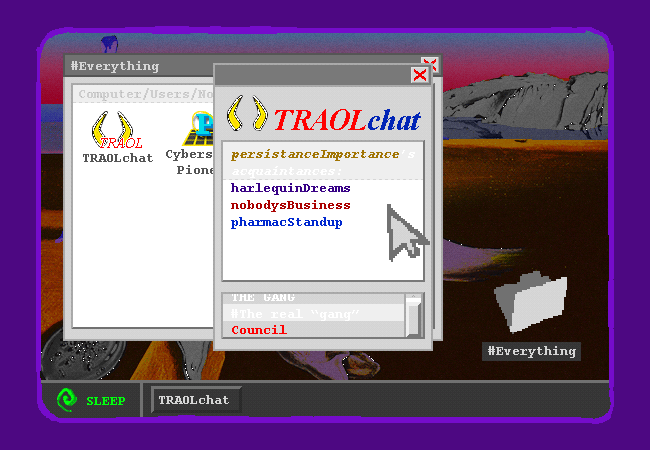 #Everything
Computer/Users/No
TRAOL
TRAOLchat
Cybers
Pione
TRAOLchat
persistanceImportance's
acquaintances:
harlequinDreams
nobodysBusiness
pharmacStandup
THE GANG
#The real “gang”
Council
#Everything
SLEEP
TRAOLchat